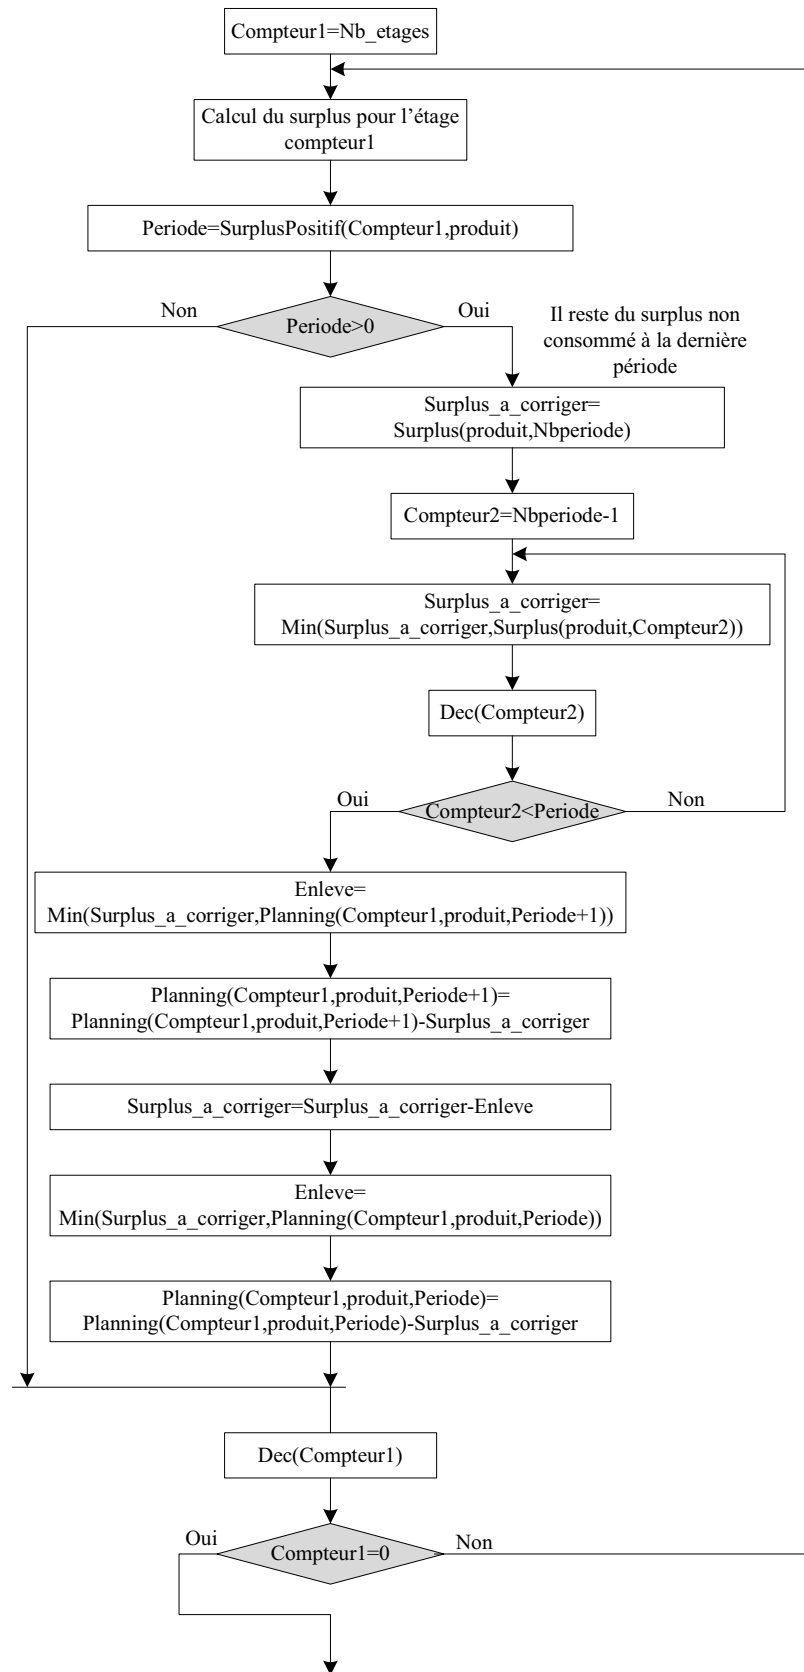 Compteur1=Nb_etages
Calcul du surplus pour l'étage
compteur1
Periode=SurplusPositif(Compteur1,produit)
Non
Periode>0
Oui
Il reste du surplus non
consommé à la dernière
période
Surplus_a_corriger=
Surplus(produit,Nbperiode)
Compteur2=Nbperiode-1
Surplus_a_corriger=
Min(Surplus_a_corriger,Surplus(produit,Compteur2))
Dec(Compteur2)
Oui
Compteur2<Periode
Non
Enleve=
Min(Surplus_a_corriger,Planning(Compteur1,produit,Periode+1))
Planning(Compteur1,produit,Periode+1)=
Planning(Compteur1,produit,Periode+1)-Surplus_a_corriger
Surplus_a_corriger=Surplus_a_corriger-Enleve
Enleve=
Min(Surplus_a_corriger,Planning(Compteur1,produit,Periode))
Planning(Compteur1,produit,Periode)=
Planning(Compteur1,produit,Periode)-Surplus_a_corriger
Dec(Compteur1)
Oui
Compteur1=0
Non